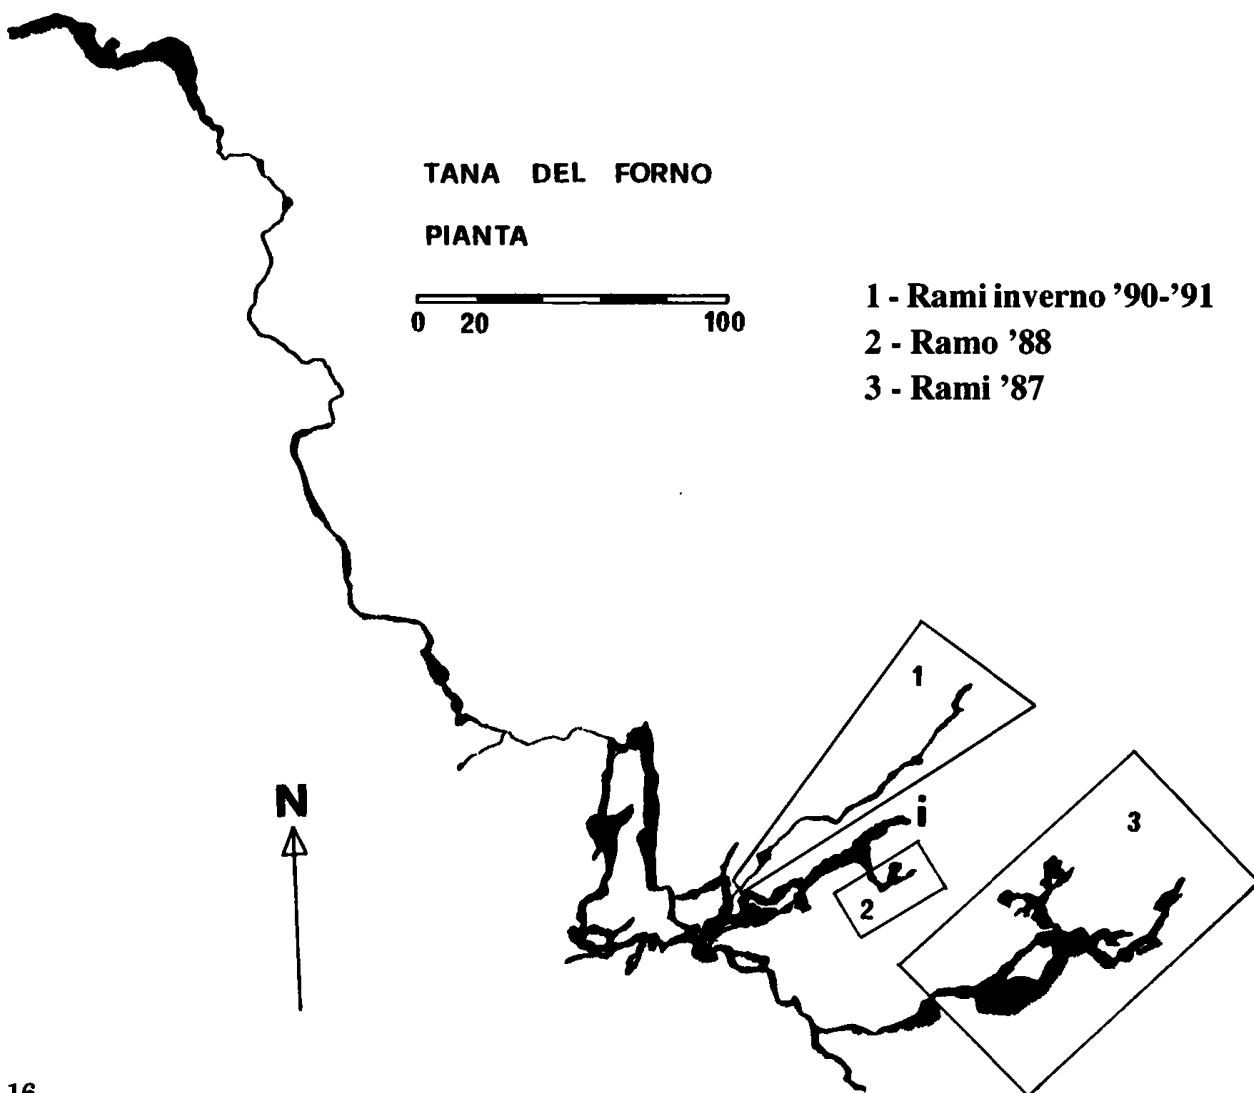 TANA DEL FORNO
PIANTA
0 20 100
1 - Rami inverno '90-'91
2 - Ramo '88
3 - Rami '87
1
N
i
3
2
16